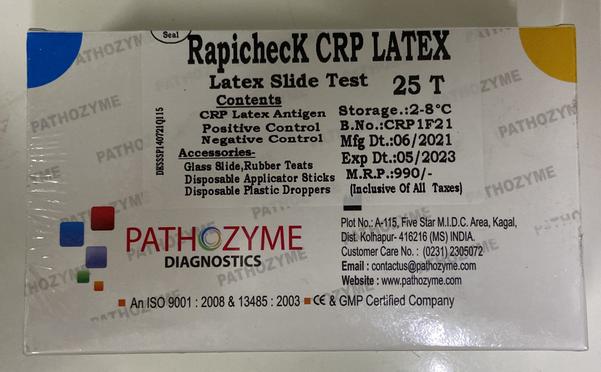 Seal
RapichecK CRP LATEX
Latex Slide Test 25 T
Contents
CRP Latex Antigen
Positive Control
Negative Control
Accessories-
Glass Slide,Rubber Teats
Disposable Applicator Sticks
Disposable Plastic Droppers
Storage.:2-8°C
B.No.:CRP1F21
Mfg Dt.:06/2021
Exp Dt:05/2023
M.R.P.:990/-
(Inclusive Of All Taxes)
PATHOZYME
DIAGNOSTICS
Plot No.: A-115, Five Star M.I.D.C. Area, Kagal,
Dist. Kolhapur- 416216 (MS) INDIA.
Customer Care No. : (0231) 2305072
Email : contactus@pathozyme.com
Website : www.pathozyme.com
An ISO 9001 : 2008 & 13485 : 2003 CE & GMP Certified Company
PATHOZYME
PATHOZYME
PATHOZYME
PATHOZYME